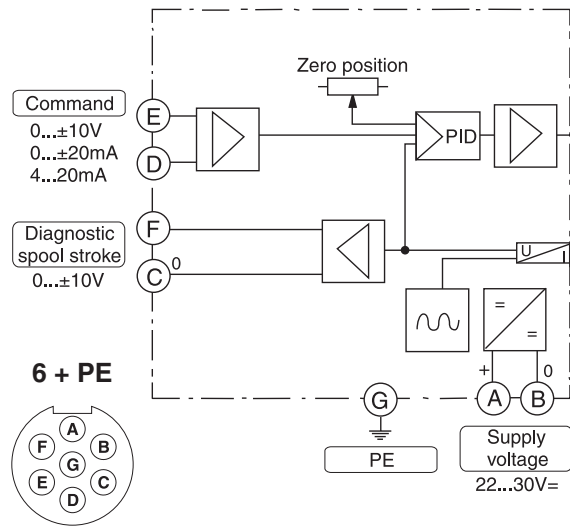 Zero position
Command
0...±10V
0...±20mA
4...20mA
E
D
PID
Diagnostic
spool stroke
0...±10V
F
C
0
U
I
=
=
+
0
A
B
G
PE
Supply
voltage
22...30V=
6 + PE
A
F
B
G
E
C
D